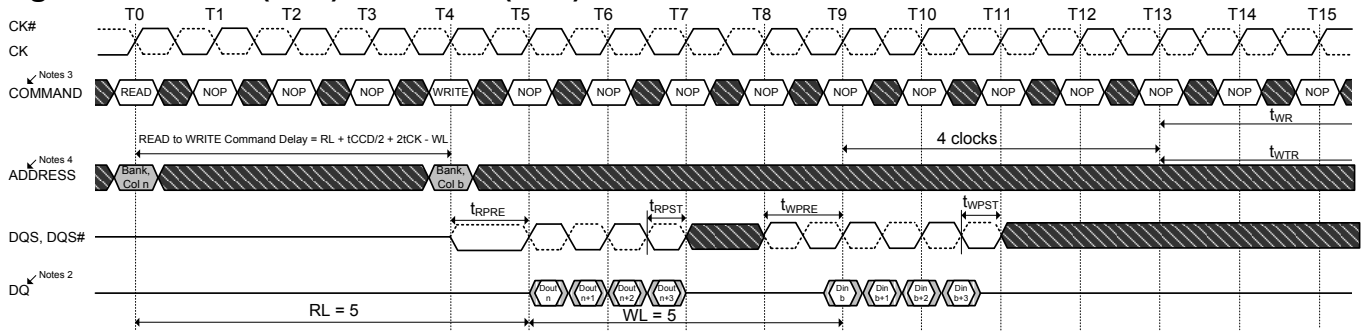 T0 T1 T2 T3 T4 T5 T6 T7 T8 T9 T10 T11 T12 T13 T14 T15
CK#
CK
Notes 3
COMMAND READ NOP NOP NOP WRITE NOP NOP NOP NOP NOP NOP NOP NOP NOP NOP NOP
tWR
READ to WRITE Command Delay = RL + tCCD/2 + 2tCK - WL
4 clocks
tWTR
Notes 4
ADDRESS
Bank, Col n
Bank, Col b
tRPRE tRPST tWPRE tWPST
DQS, DQS#
Notes 2
DQ
Dout n
Dout n+1
Dout n+2
Dout n+3
Din b
Din b+1
Din b+2
Din b+3
RL = 5 WL = 5